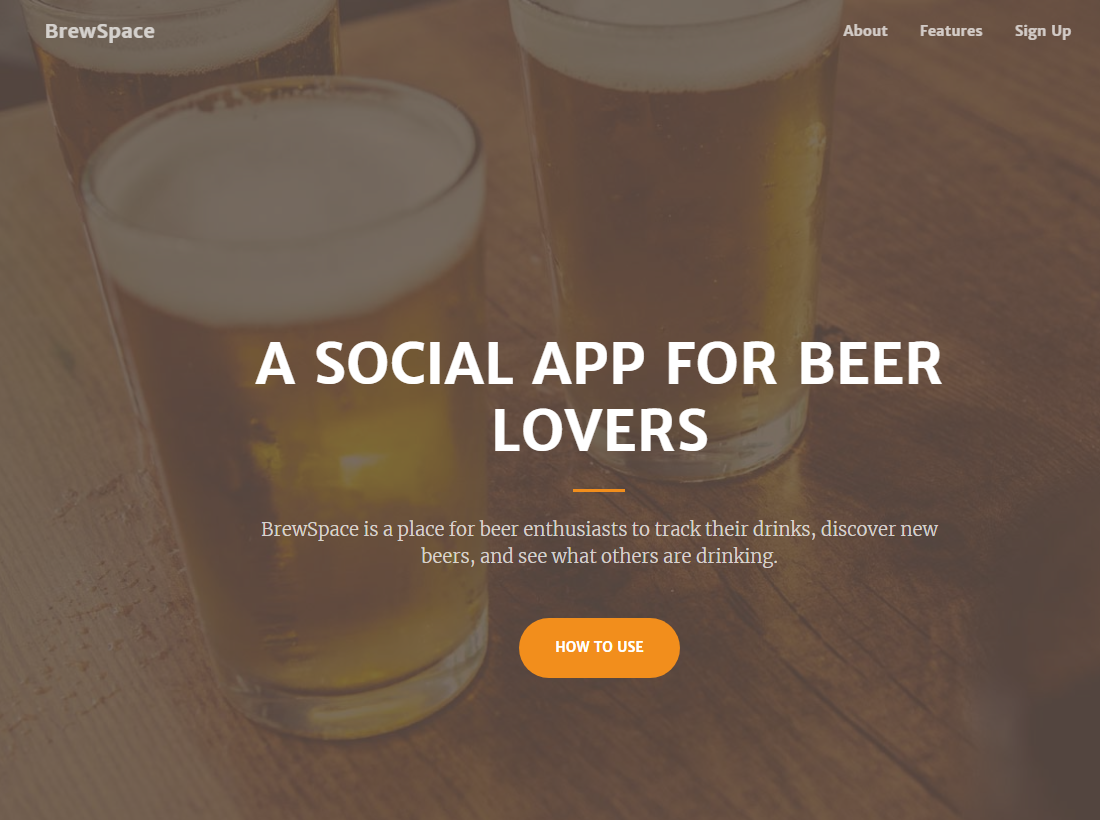 BrewSpace
About Features Sign Up
A SOCIAL APP FOR BEER
LOVERS
BrewSpace is a place for beer enthusiasts to track their drinks, discover new
beers, and see what others are drinking.
HOW TO USE